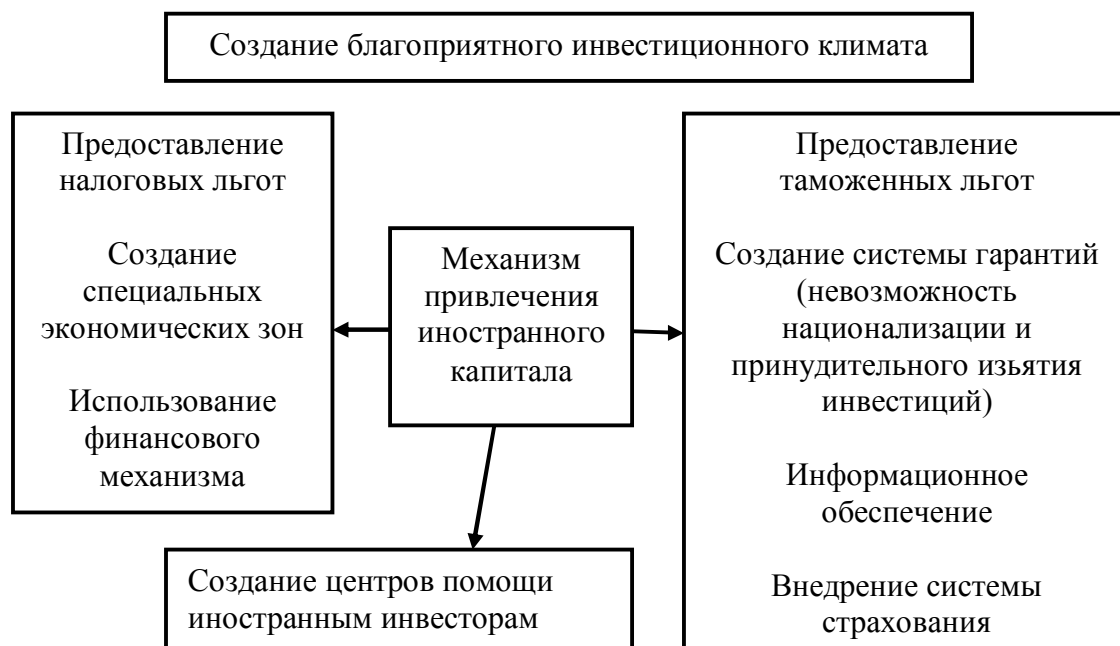 Создание благоприятного инвестиционного климата
Предоставление
налоговых льгот
Создание
специальных
экономических зон
Использование
финансового
механизма
Механизм
привлечения
иностранного
капитала
Предоставление
таможенных льгот
Создание системы гарантий
(невозможность
национализации и
принудительного изьятия
инвестиций)
Информационное
обеспечение
Внедрение системы
страхования
Создание центров помощи
иностранным инвесторам